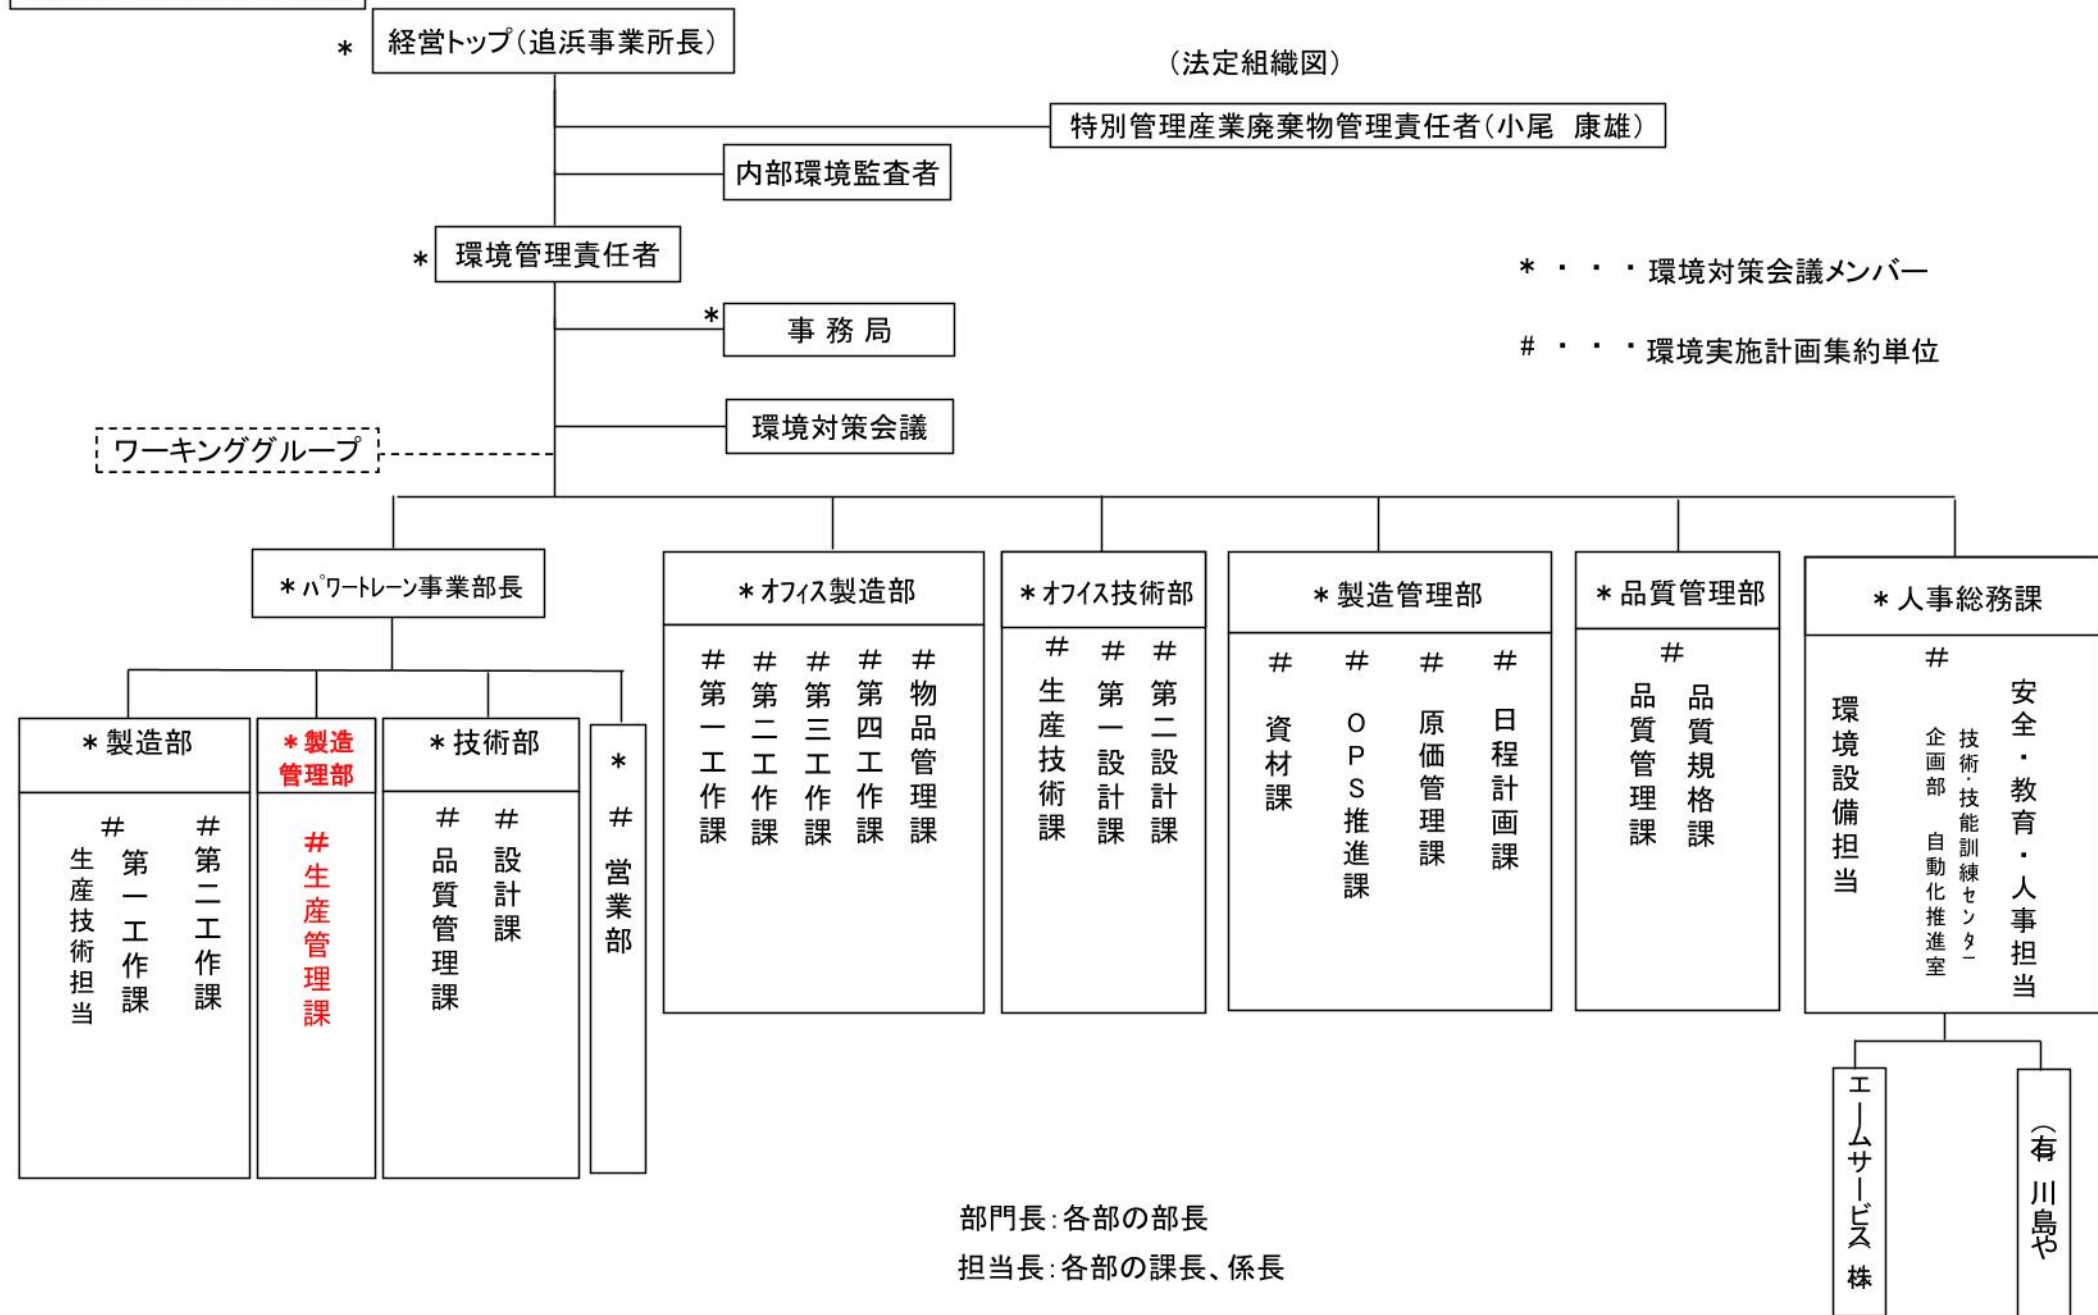 * 経営トップ(追浜事業所長)
(法定組織図)
特別管理産業廃棄物管理責任者(小尾 康雄)
内部環境監査者
* 環境管理責任者
* ・・・環境対策会議メンバー
* 事務局
# ・・・環境実施計画集約単位
環境対策会議
ワーキンググループ
*パワートレーン事業部長
*オフィス製造部
*オフイス技術部
*製造管理部
*品質管理部
*人事総務課
*製造部
*製造
管理部
*技術部
* # 営業部
#
生産技術担当
第一工作課
#第二工作課
#生産管理課
#品質管理課
#設計課
#第一工作課
#第二工作課
#第三工作課
#第四工作課
#物品管理課
#生産技術課
#第一設計課
#第二設計課
#資材課
#OPS推進課
#原価管理課
#日程計画課
#
品質管理課
品質規格課
環境設備担当
#
企画部 自動化推進室
技術・技能訓練センター
安全・教育・人事担当
エームサービス(株
(有)川島や
部門長:各部の部長
担当長:各部の課長、係長